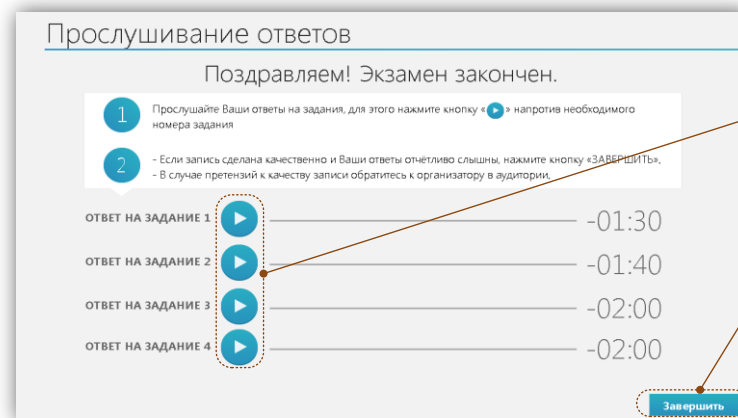 Прослушивание ответов
Поздравляем! Экзамен закончен.
1 Прослушайте Ваши ответы на задания, для этого нажмите кнопку « » напротив необходимого
номера задания
2 - Если запись сделана качественно и Ваши ответы отчётливо слышны, нажмите кнопку «ЗАВЕРШИТЬ»,
- В случае претензий к качеству записи обратитесь к организатору в аудитории.
ОТВЕТ НА ЗАДАНИЕ 1 -01:30
ОТВЕТ НА ЗАДАНИЕ 2 -01:40
ОТВЕТ НА ЗАДАНИЕ 3 -02:00
ОТВЕТ НА ЗАДАНИЕ 4 -02:00
Завершить